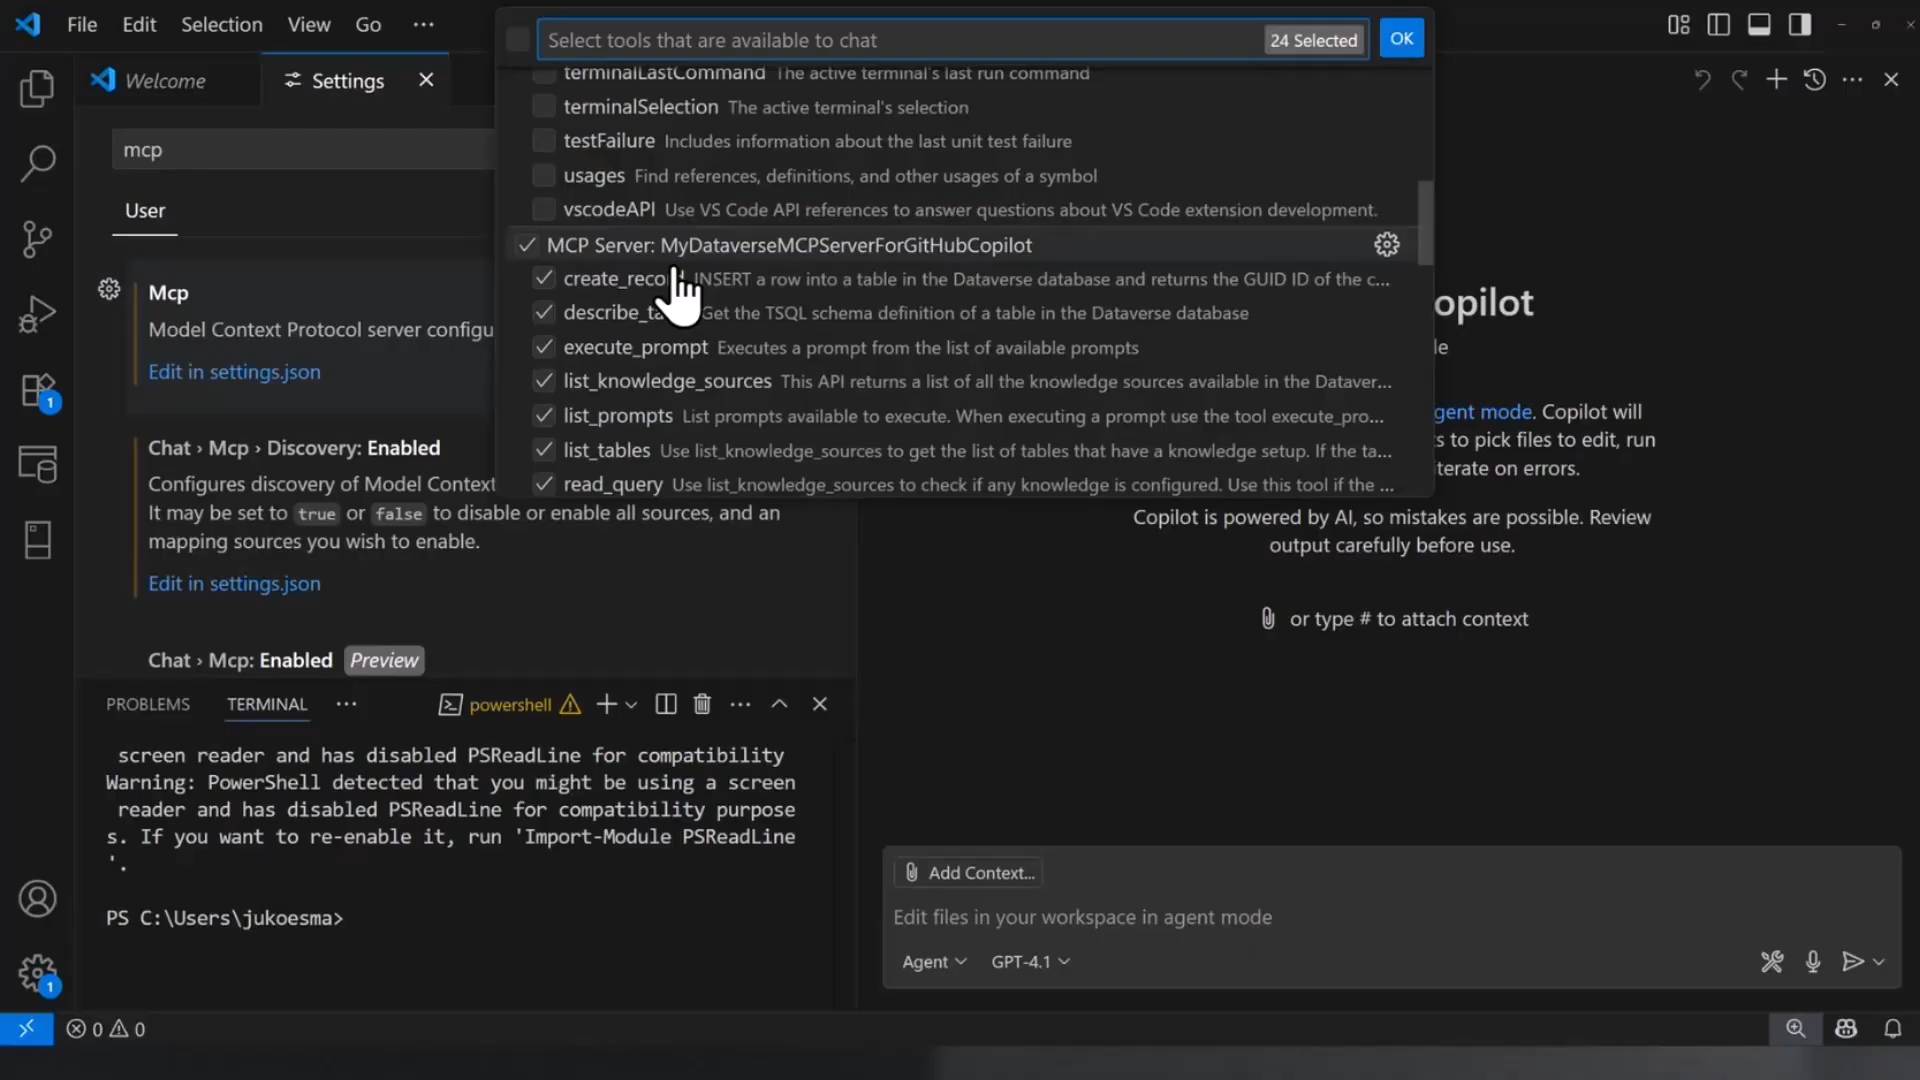 File Edit Selection View Go ···
Select tools that are available to chat 24 Selected OK
Welcome
Settings
mcp
User
Mcp
Model Context Protocol server configu
Edit in settings.json
Chat › Mcp › Discovery: Enabled
Configures discovery of Model Context
It may be set to true or false to disable or enable all sources, and an
mapping sources you wish to enable.
Edit in settings.json
Chat › Mcp: Enabled Preview
terminalLastCommand The active terminal's last run command
terminalSelection The active terminal's selection
testFailure Includes information about the last unit test failure
usages Find references, definitions, and other usages of a symbol
vscodeAPI Use VS Code API references to answer questions about VS Code extension development.
MCP Server: MyDataverseMCPServerForGitHubCopilot
create_reco INSERT a row into a table in the Dataverse database and returns the GUID ID of the c...
describe_ta Get the TSQL schema definition of a table in the Dataverse database
execute_prompt Executes a prompt from the list of available prompts
list_knowledge_sources This API returns a list of all the knowledge sources available in the Dataver...
list_prompts List prompts available to execute. When executing a prompt use the tool execute_pro...
list_tables Use list_knowledge_sources to get the list of tables that have a knowledge setup. If the ta...
read_query Use list_knowledge_sources to check if any knowledge is configured. Use this tool if the ...
opilot
le
gent mode. Copilot will
s to pick files to edit, run
iterate on errors.
Copilot is powered by AI, so mistakes are possible. Review
output carefully before use.
or type # to attach context
PROBLEMS TERMINAL ··· powershell
screen reader and has disabled PSReadLine for compatibility
Warning: PowerShell detected that you might be using a screen
reader and has disabled PSReadLine for compatibility purpose
s. If you want to re-enable it, run 'Import-Module PSReadLine
'.
PS C:\Users\jukoesma>
Add Context...
Edit files in your workspace in agent mode
Agent GPT-4.1
1
1
0 0